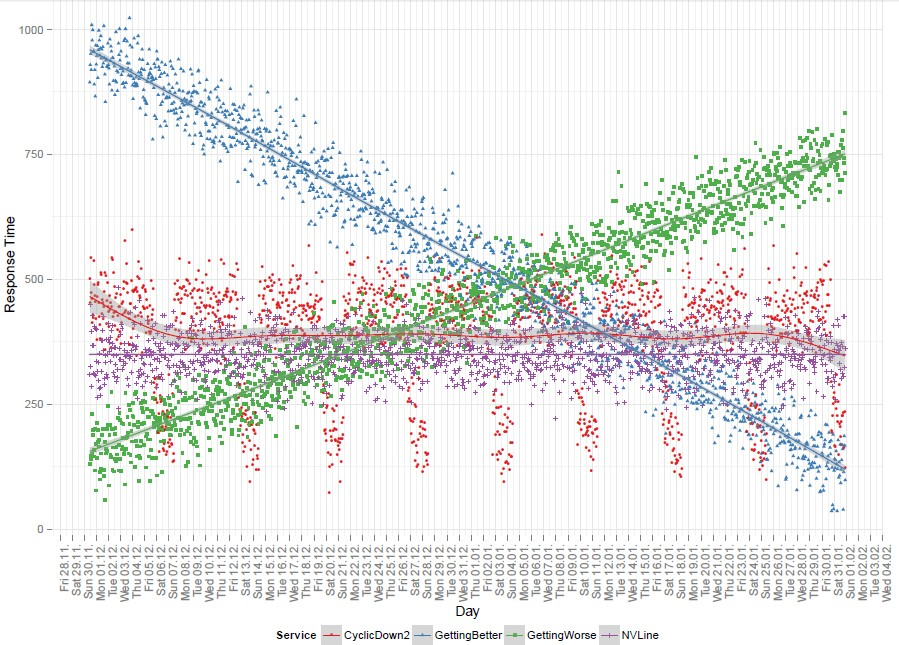 1000
750
500
250
0
Response Time
Fri 28.11.
Sat 29.11.
Sun 30.11.
Mon 01.12.
Tue 02.12.
Wed 03.12.
Thu 04.12.
Fri 05.12.
Sat 06.12.
Sun 07.12.
Mon 08.12.
Tue 09.12.
Wed 10.12.
Thu 11.12.
Fri 12.12.
Sat 13.12.
Sun 14.12.
Mon 15.12.
Tue 16.12.
Wed 17.12.
Thu 18.12.
Fri 19.12.
Sat 20.12.
Sun 21.12.
Mon 22.12.
Tue 23.12.
Wed 24.12.
Thu 25.12.
Fri 26.12.
Sat 27.12.
Sun 28.12.
Mon 29.12.
Tue 30.12.
Wed 31.12.
Thu 01.01.
Fri 02.01.
Sat 03.01.
Sun 04.01.
Mon 05.01.
Tue 06.01.
Wed 07.01.
Thu 08.01.
Fri 09.01.
Sat 10.01.
Sun 11.01.
Mon 12.01.
Tue 13.01.
Wed 14.01.
Thu 15.01.
Fri 16.01.
Sat 17.01.
Sun 18.01.
Mon 19.01.
Tue 20.01.
Wed 21.01.
Thu 22.01.
Fri 23.01.
Sat 24.01.
Sun 25.01.
Mon 26.01.
Tue 27.01.
Wed 28.01.
Thu 29.01.
Fri 30.01.
Sat 31.01.
Sun 01.02.
Mon 02.02.
Tue 03.02.
Wed 04.02.
Day
Service CyclicDown2 GettingBetter GettingWorse NVLine